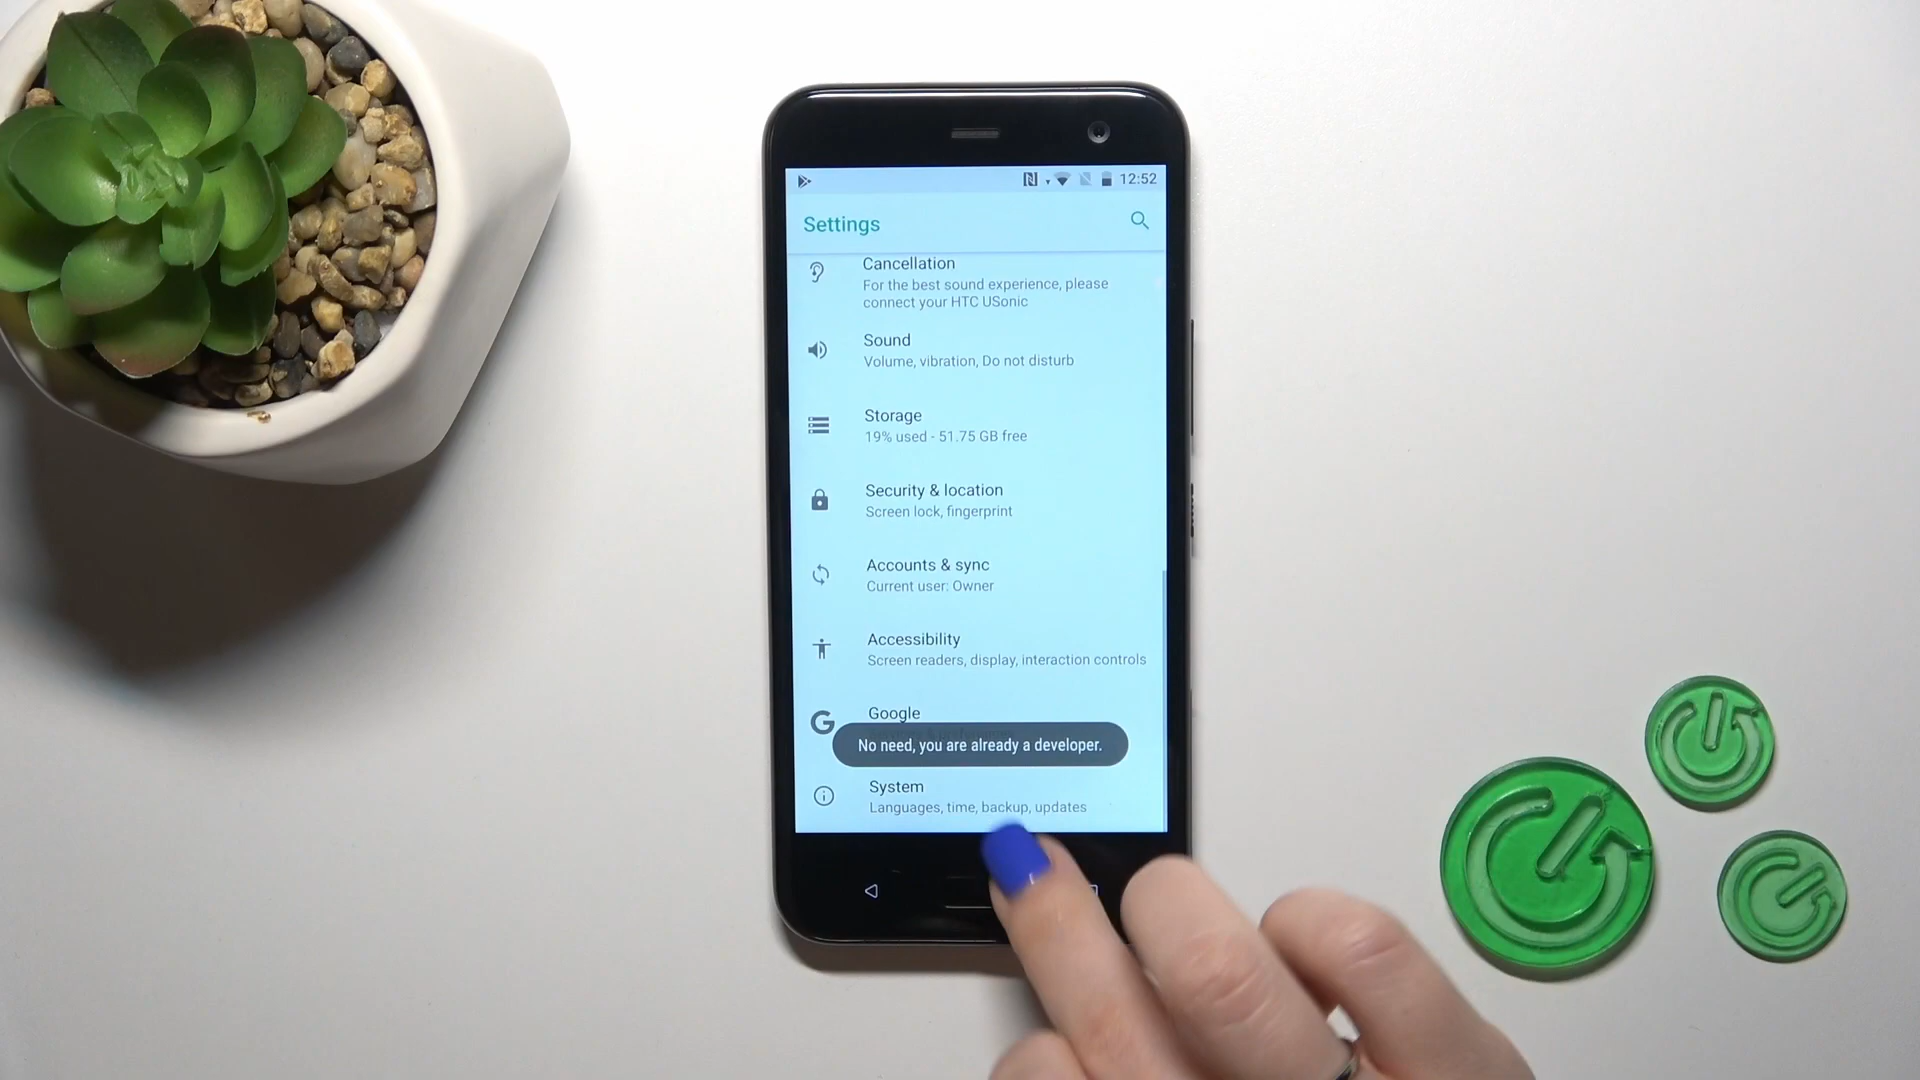 12:52
Settings
Cancellation
For the best sound experience, please
connect your HTC USonic
Sound
Volume, vibration, Do not disturb
Storage
19% used - 51.75 GB free
Security & location
Screen lock, fingerprint
Accounts & sync
Current user: Owner
Accessibility
Screen readers, display, interaction controls
Google
No need, you are already a developer.
System
Languages, time, backup, updates